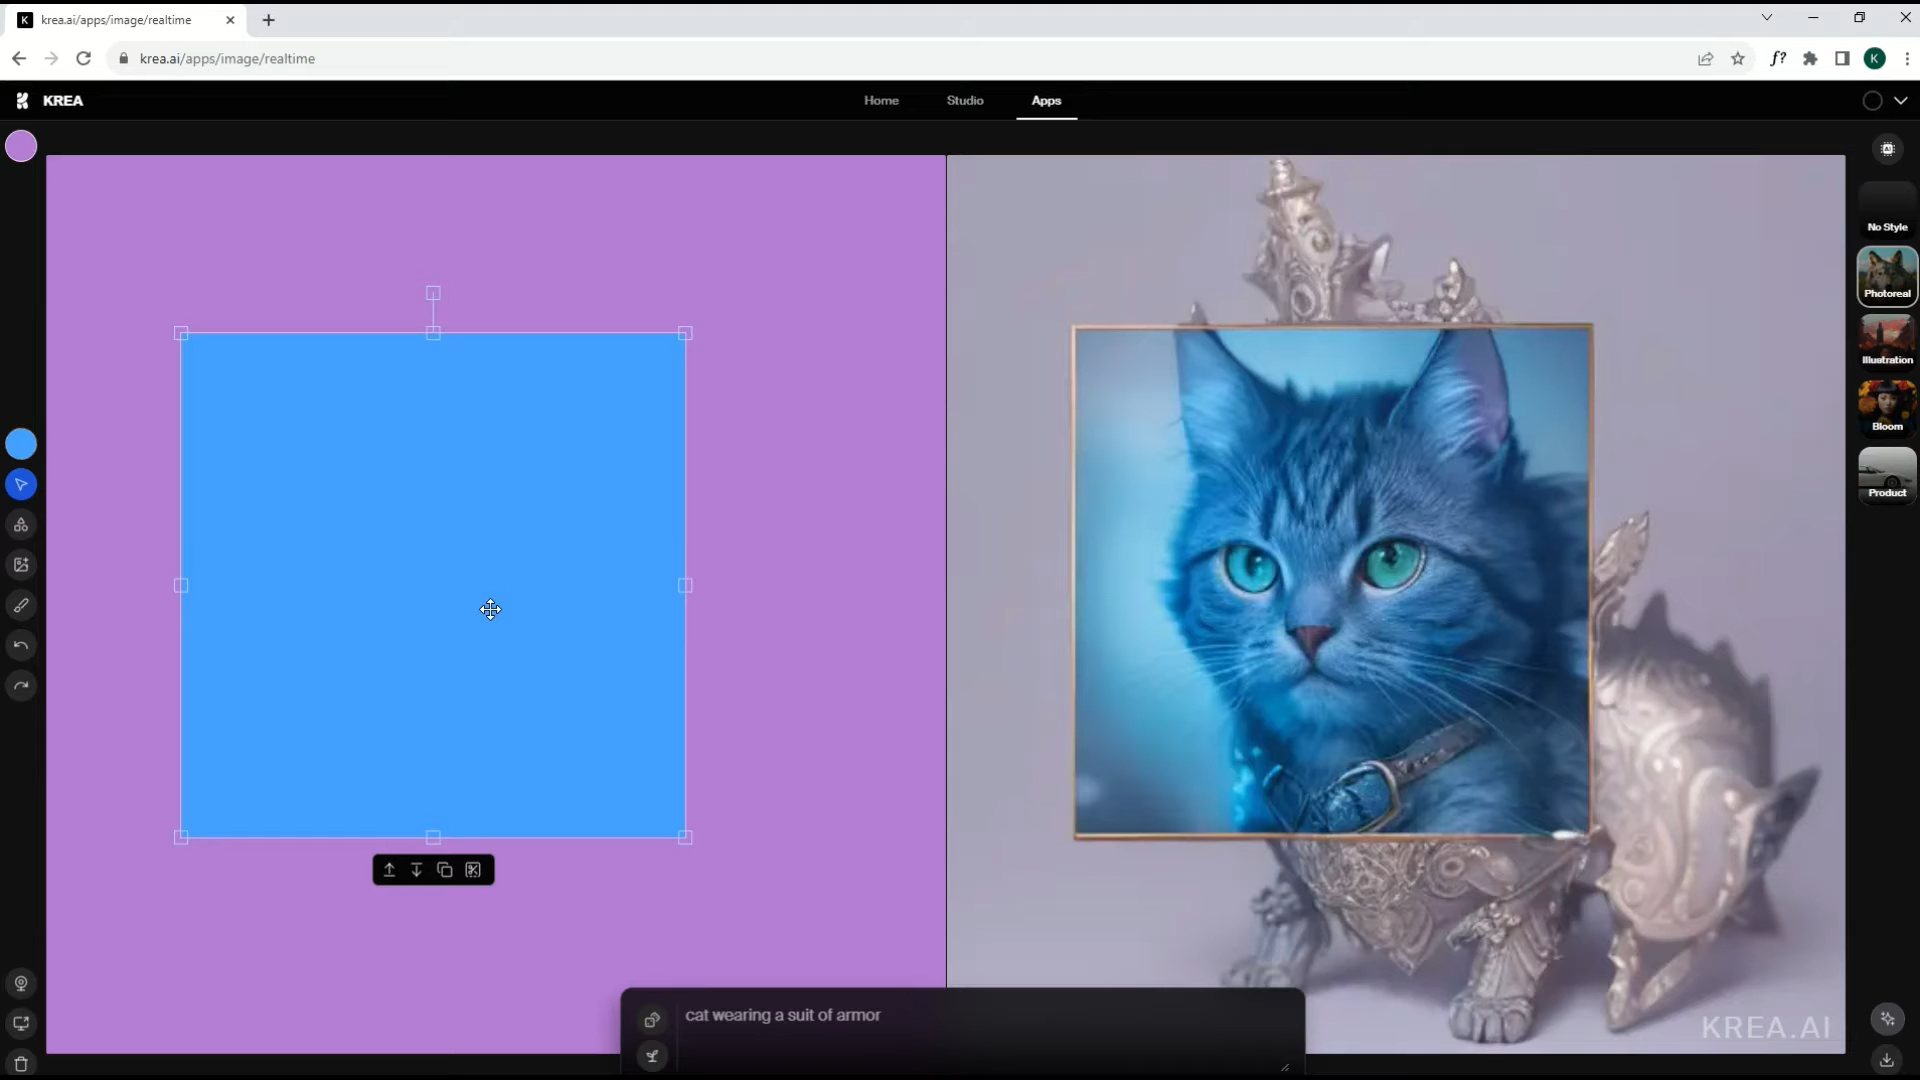 krea.ai/apps/image/realtime
krea.ai/apps/image/realtime
f?
K
KREA
Home
Studio
Apps
No Style
Photoreal
Illustration
Bloom
Product
cat wearing a suit of armor
KREA.AI